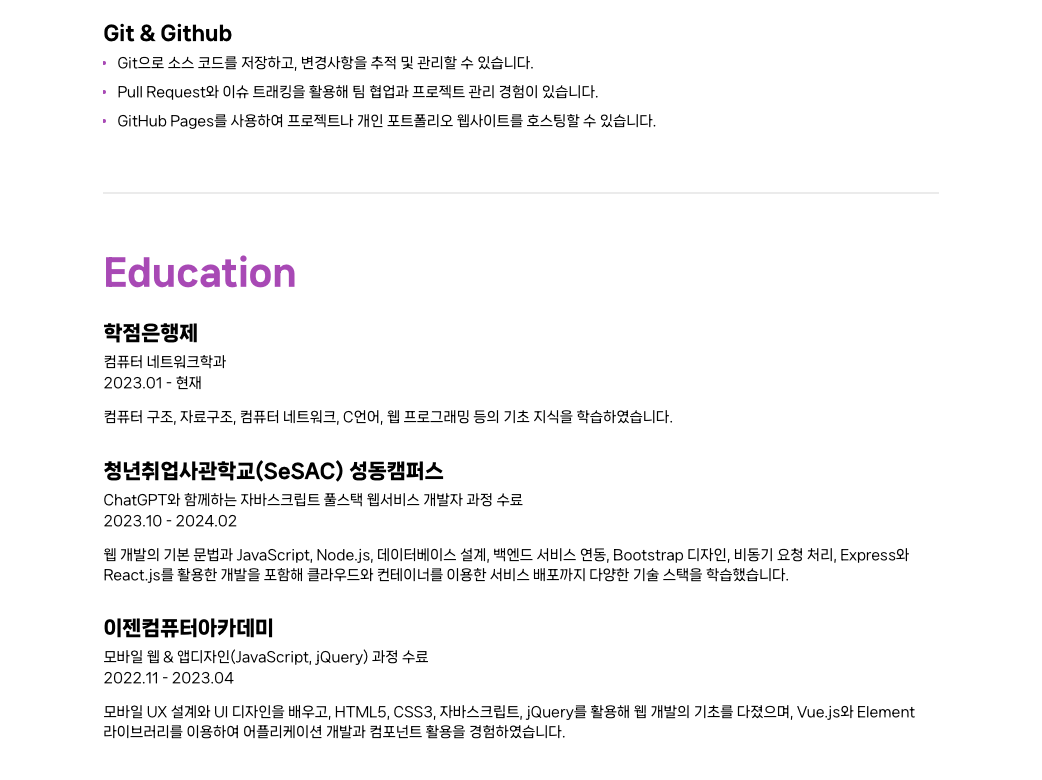 Git & Github
Git으로 소스 코드를 저장하고, 변경사항을 추적 및 관리할 수 있습니다.
Pull Request와 이슈 트래킹을 활용해 팀 협업과 프로젝트 관리 경험이 있습니다.
GitHub Pages를 사용하여 프로젝트나 개인 포트폴리오 웹사이트를 호스팅할 수 있습니다.
Education
학점은행제
컴퓨터 네트워크학과
2023.01 - 현재
컴퓨터 구조, 자료구조, 컴퓨터 네트워크, C언어, 웹 프로그래밍 등의 기초 지식을 학습하였습니다.
청년취업사관학교(SeSAC) 성동캠퍼스
ChatGPT와 함께하는 자바스크립트 풀스택 웹서비스 개발자 과정 수료
2023.10 - 2024.02
웹 개발의 기본 문법과 JavaScript, Node.js, 데이터베이스 설계, 백엔드 서비스 연동, Bootstrap 디자인, 비동기 요청 처리, Express와
React.js를 활용한 개발을 포함해 클라우드와 컨테이너를 이용한 서비스 배포까지 다양한 기술 스택을 학습했습니다.
이젠컴퓨터아카데미
모바일 웹 & 앱디자인(JavaScript, jQuery) 과정 수료
2022.11 - 2023.04
모바일 UX 설계와 UI 디자인을 배우고, HTML5, CSS3, 자바스크립트, jQuery를 활용해 웹 개발의 기초를 다졌으며, Vue.js와 Element
라이브러리를 이용하여 어플리케이션 개발과 컴포넌트 활용을 경험하였습니다.